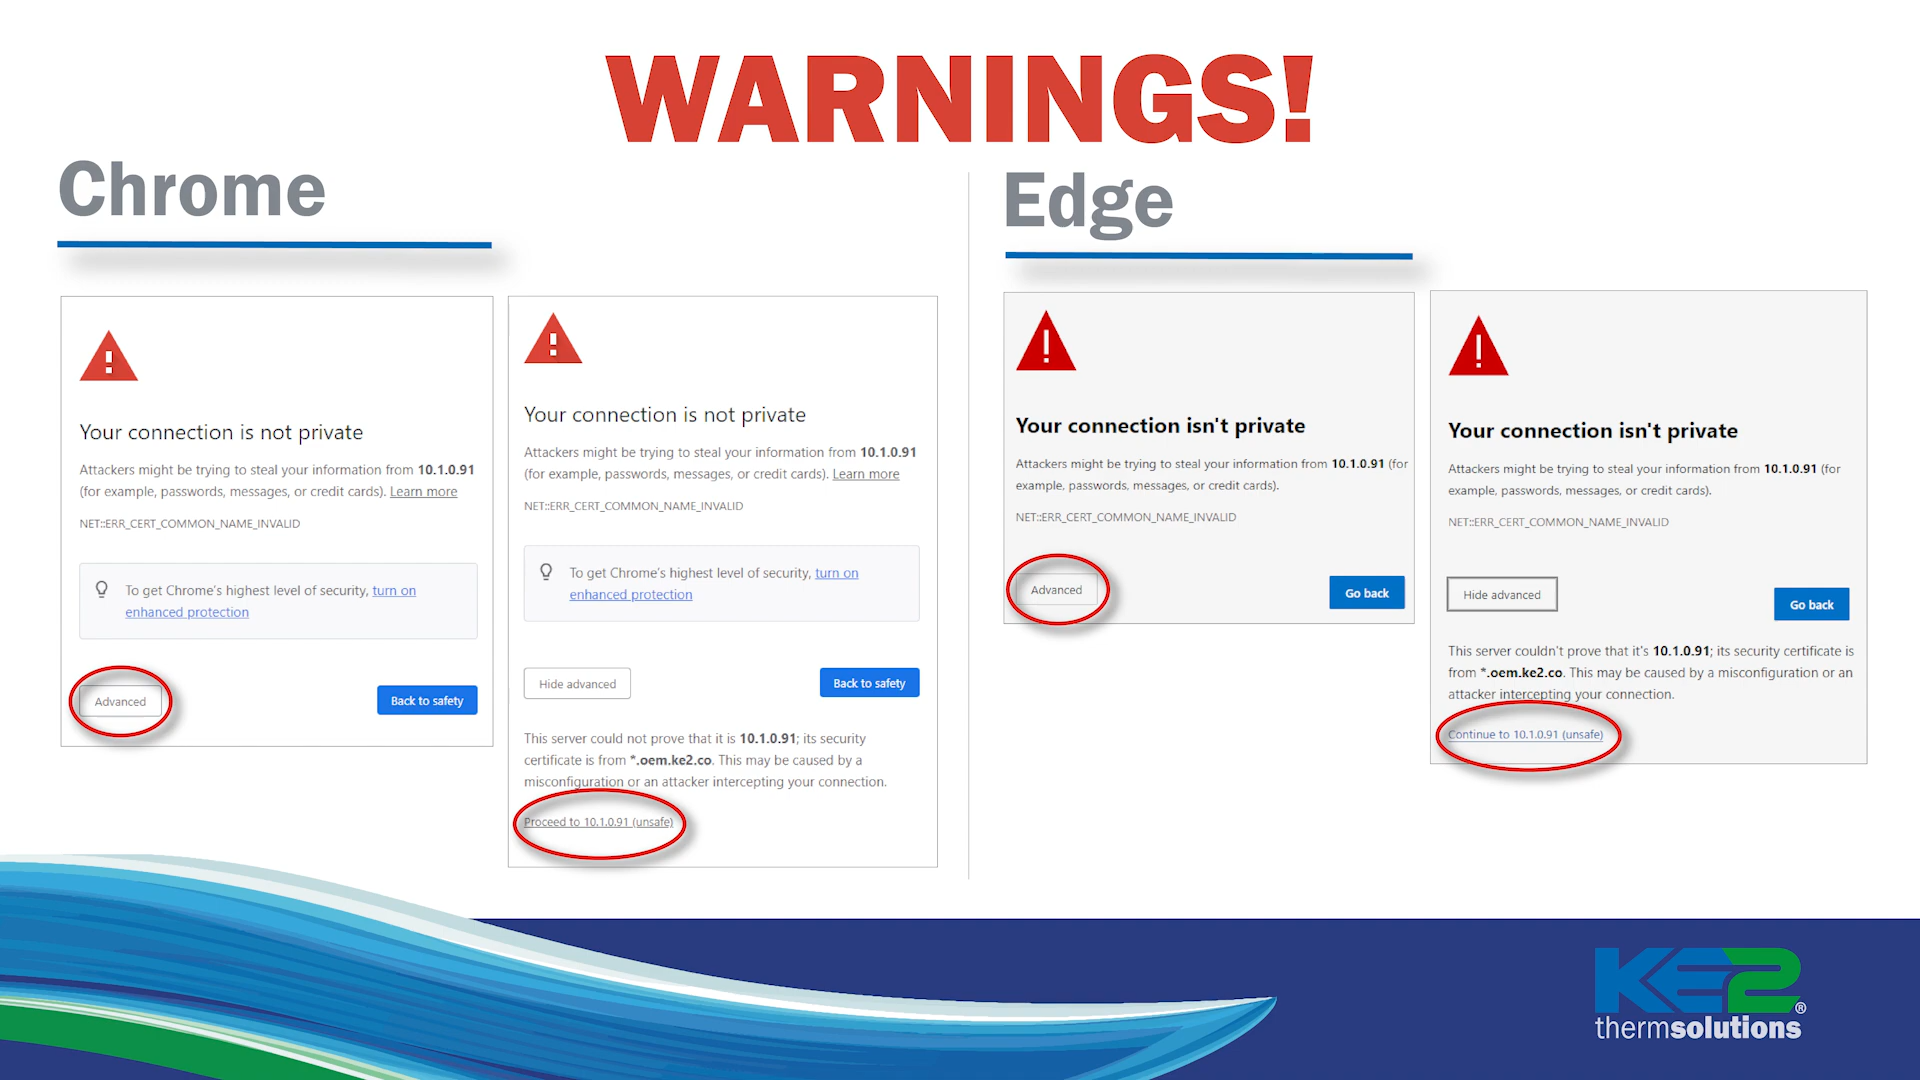 WARNINGS!
Chrome
Your connection is not private
Attackers might be trying to steal your information from 10.1.0.91
(for example, passwords, messages, or credit cards). Learn more
NET::ERR_CERT_COMMON_NAME_INVALID
To get Chrome's highest level of security, turn on
enhanced protection
Advanced
Back to safety
Your connection is not private
Attackers might be trying to steal your information from 10.1.0.91
(for example, passwords, messages, or credit cards). Learn more
NET::ERR_CERT_COMMON_NAME_INVALID
To get Chrome's highest level of security, turn on
enhanced protection
Hide advanced
Back to safety
This server could not prove that it is 10.1.0.91; its security
certificate is from *.oem.ke2.co. This may be caused by a
misconfiguration or an attacker intercepting your connection.
Proceed to 10.1.0.91 (unsafe)
Edge
Your connection isn't private
Attackers might be trying to steal your information from 10.1.0.91 (for
example, passwords, messages, or credit cards).
NET::ERR_CERT_COMMON_NAME_INVALID
Advanced
Go back
Your connection isn't private
Attackers might be trying to steal your information from 10.1.0.91 (for
example, passwords, messages, or credit cards).
NET::ERR_CERT_COMMON_NAME_INVALID
Hide advanced
Go back
This server couldn't prove that it's 10.1.0.91; its security certificate is
from *.oem.ke2.co. This may be caused by a misconfiguration or an
attacker intercepting your connection.
Continue to 10.1.0.91 (unsafe)
KE2®
thermsolutions